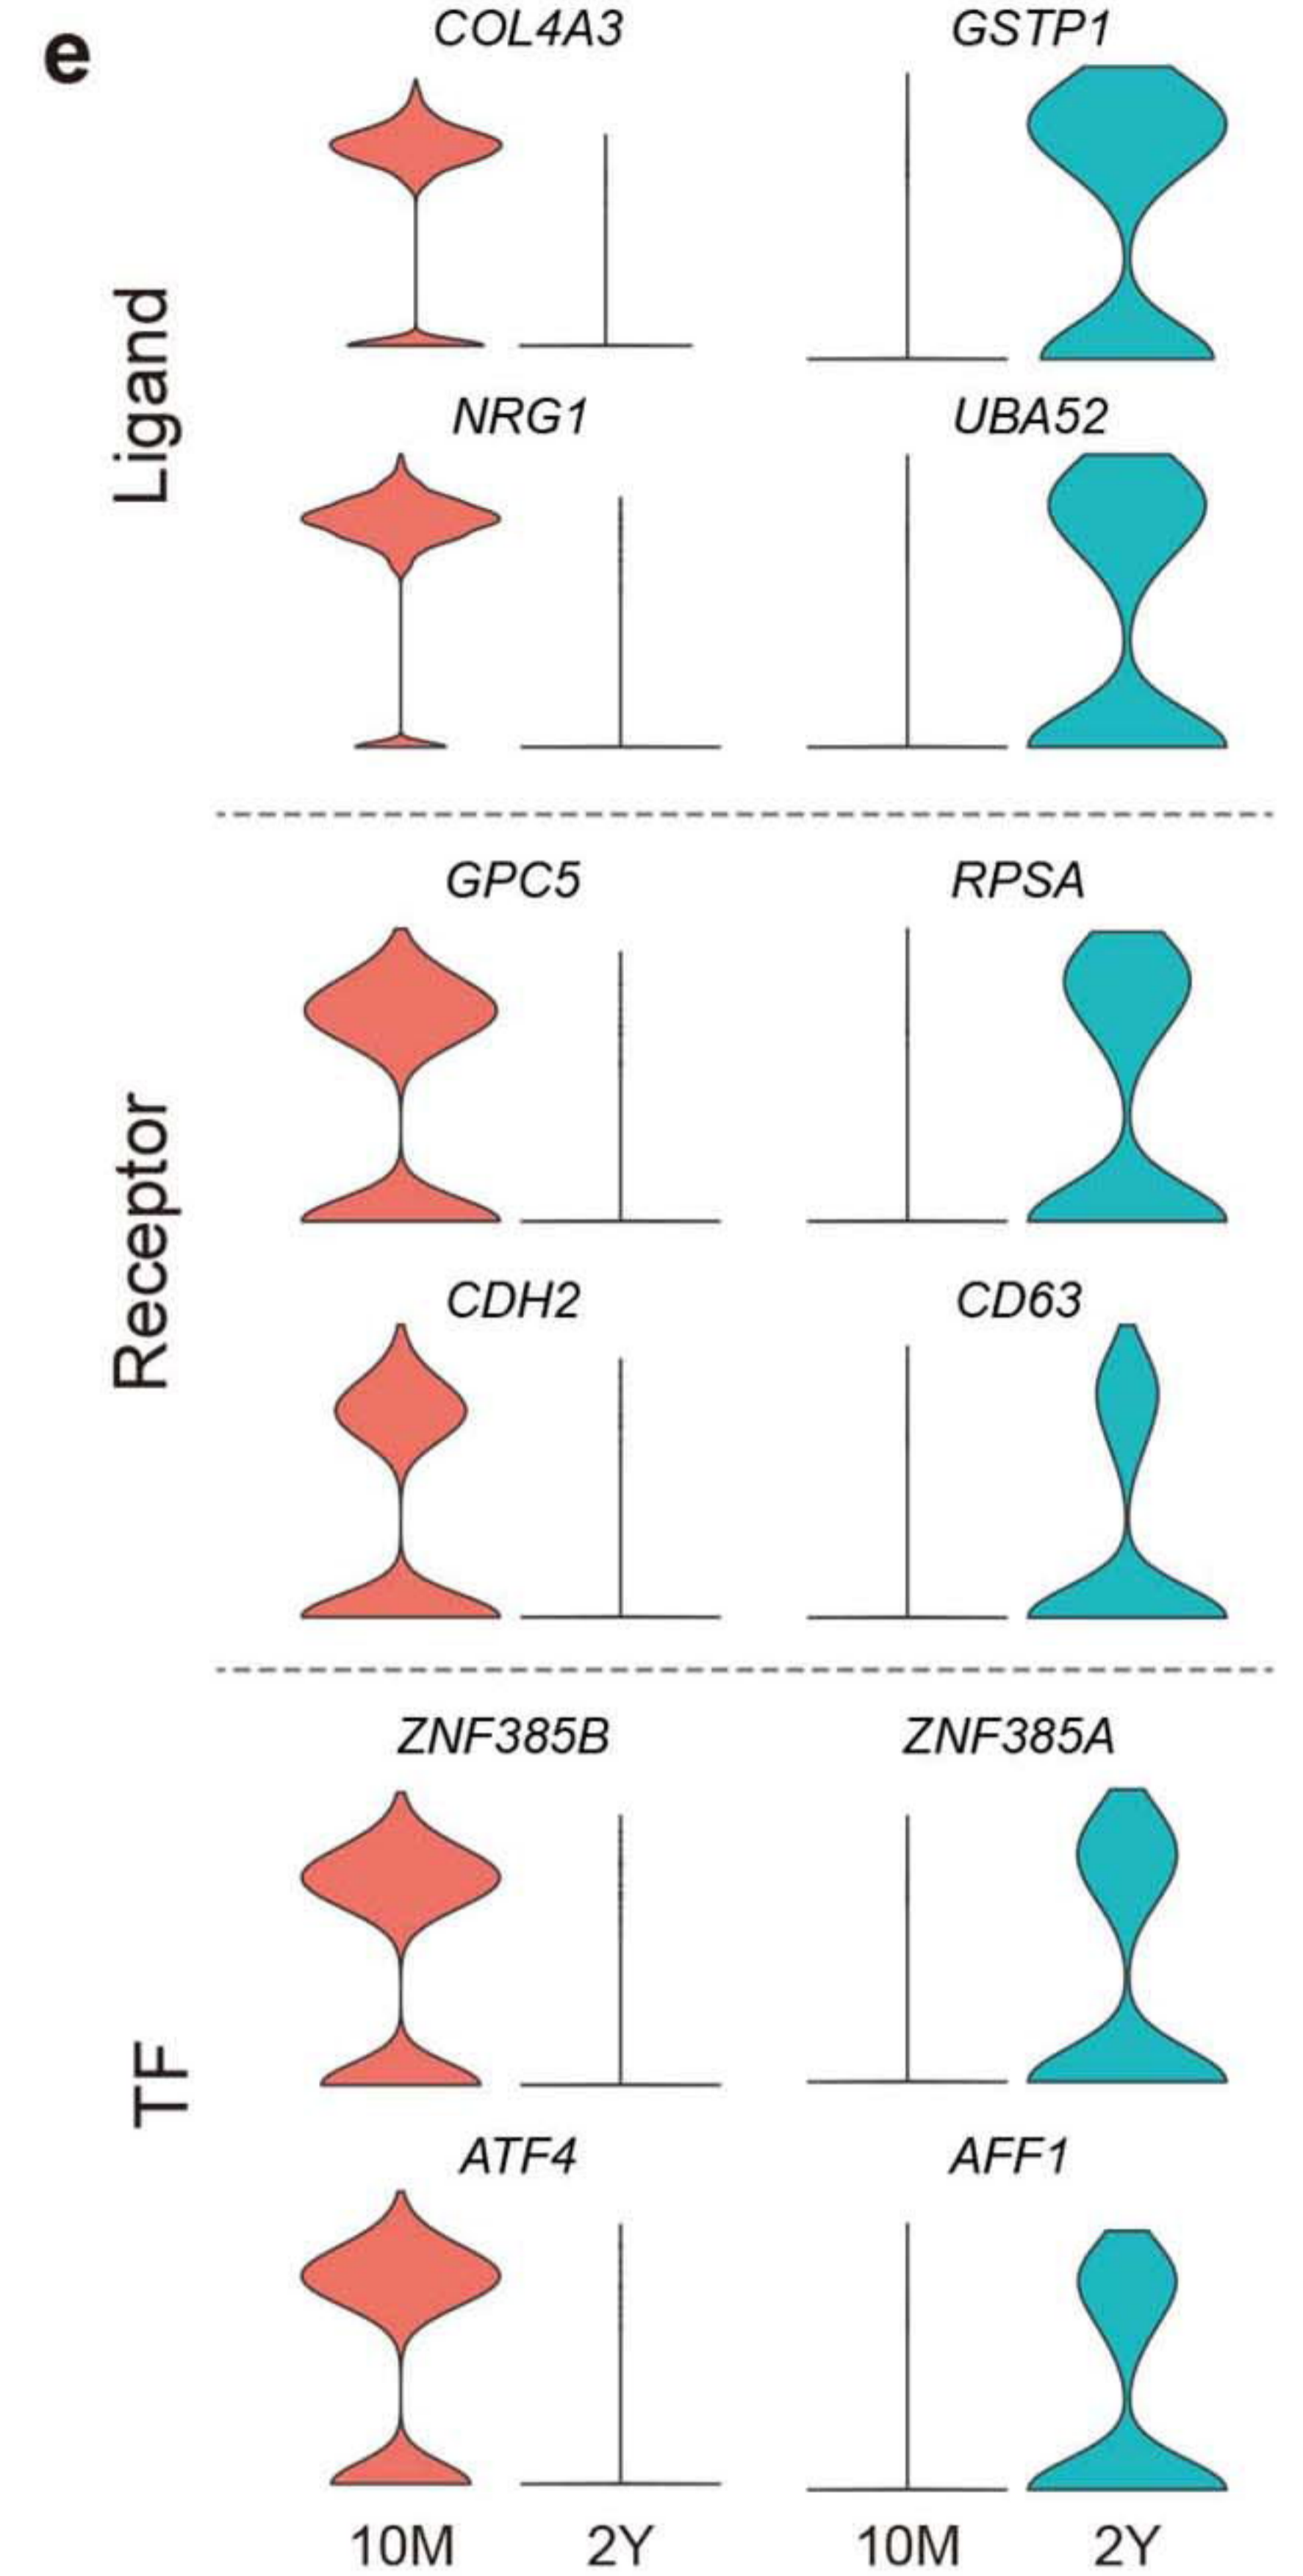 e
COL4A3 GSTP1
Ligand
NRG1 UBA52
GPC5 RPSA
Receptor
CDH2 CD63
ZNF385B ZNF385A
TF
ATF4 AFF1
10M 2Y 10M 2Y